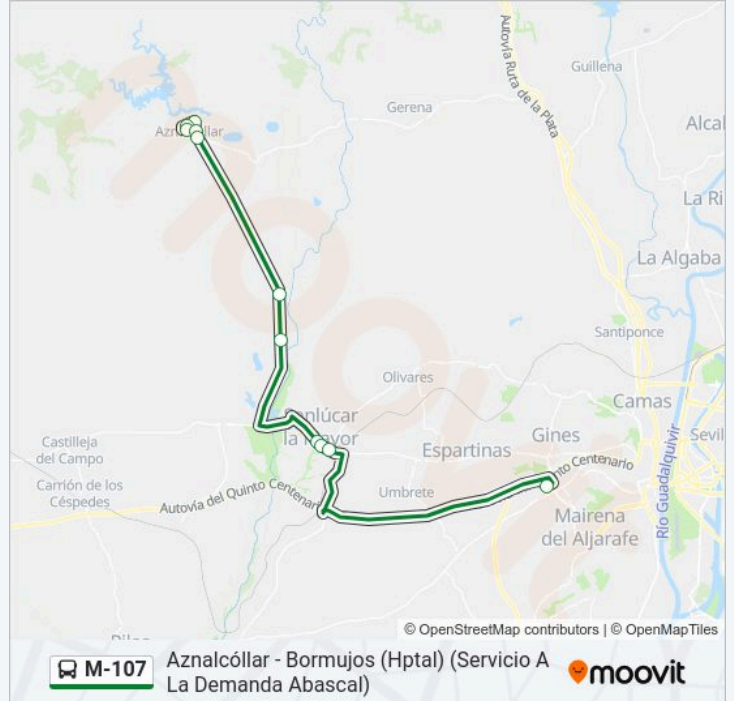 Autovía Ruta de la Plata
Guillena
Gerena
Alcal
Aznalcóllar
La Ri
La Algaba
Santiponce
Olivares
Camas
Sanlúcar
la Mayor
Castilleja
del Campo
Espartinas
Gines
Sevil
Quinto Centenario
Carrión de los
Céspedes
Umbrete
Autovía del Quinto Centenario
Río Guadalquivir
Mairena
del Aljarafe
© OpenStreetMap contributors | © OpenMapTiles
M-107
Aznalcóllar - Bormujos (Hptal) (Servicio A
La Demanda Abascal)
moovit